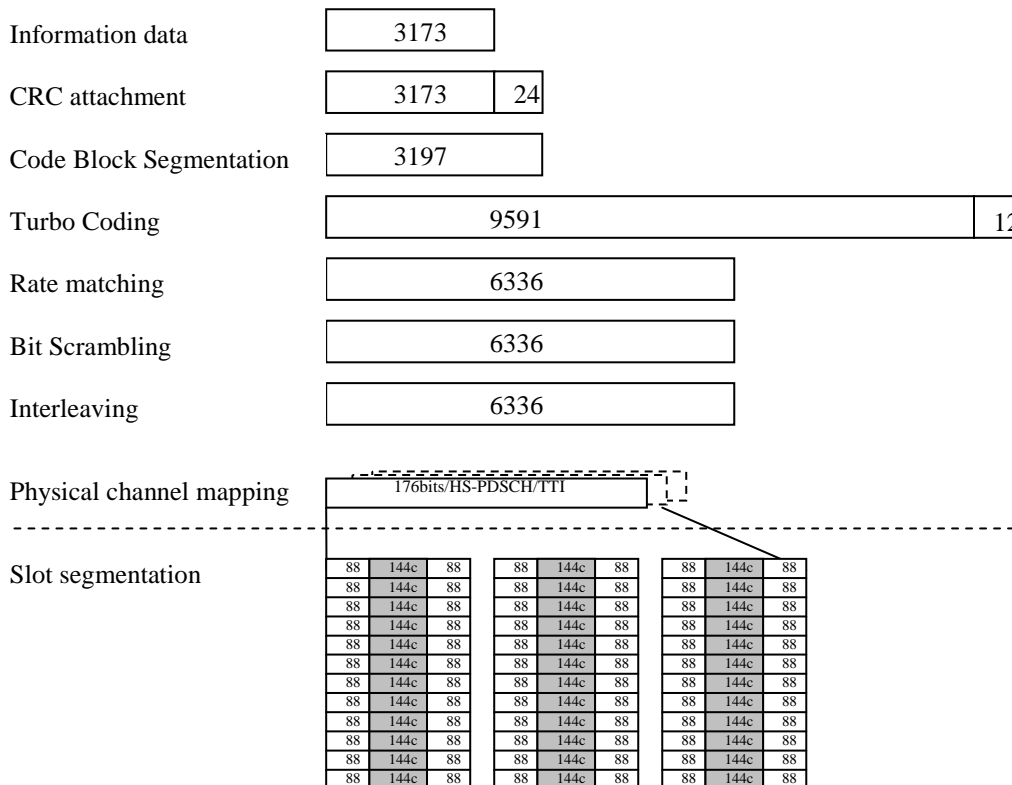 Information data 3173
CRC attachment 3173 24
Code Block Segmentation 3197
Turbo Coding 9591 12
Rate matching 6336
Bit Scrambling 6336
Interleaving 6336
Physical channel mapping 176bits/HS-PDSCH/TTI
Slot segmentation
88 144c 88 88 144c 88 88 144c 88
88 144c 88 88 144c 88 88 144c 88
88 144c 88 88 144c 88 88 144c 88
88 144c 88 88 144c 88 88 144c 88
88 144c 88 88 144c 88 88 144c 88
88 144c 88 88 144c 88 88 144c 88
88 144c 88 88 144c 88 88 144c 88
88 144c 88 88 144c 88 88 144c 88
88 144c 88 88 144c 88 88 144c 88
88 144c 88 88 144c 88 88 144c 88
88 144c 88 88 144c 88 88 144c 88
88 144c 88 88 144c 88 88 144c 88